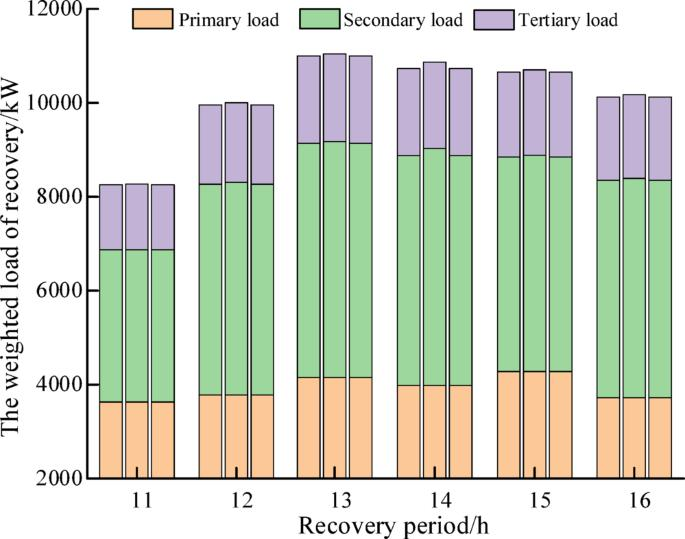 12000
10000
8000
6000
4000
2000
The weighted load of recovery/kW
Primary load
Secondary load
Tertiary load
11
12
13
14
15
16
Recovery period/h